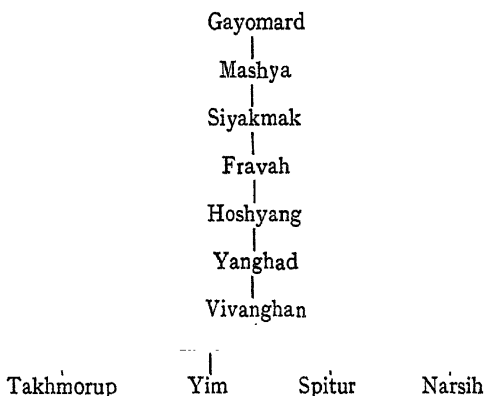 Gayomard
Mashya
Siyakmak
Fravah
Hoshyang
Yanghad
Vivanghan
Takhmorup Yim Spitur Narsih